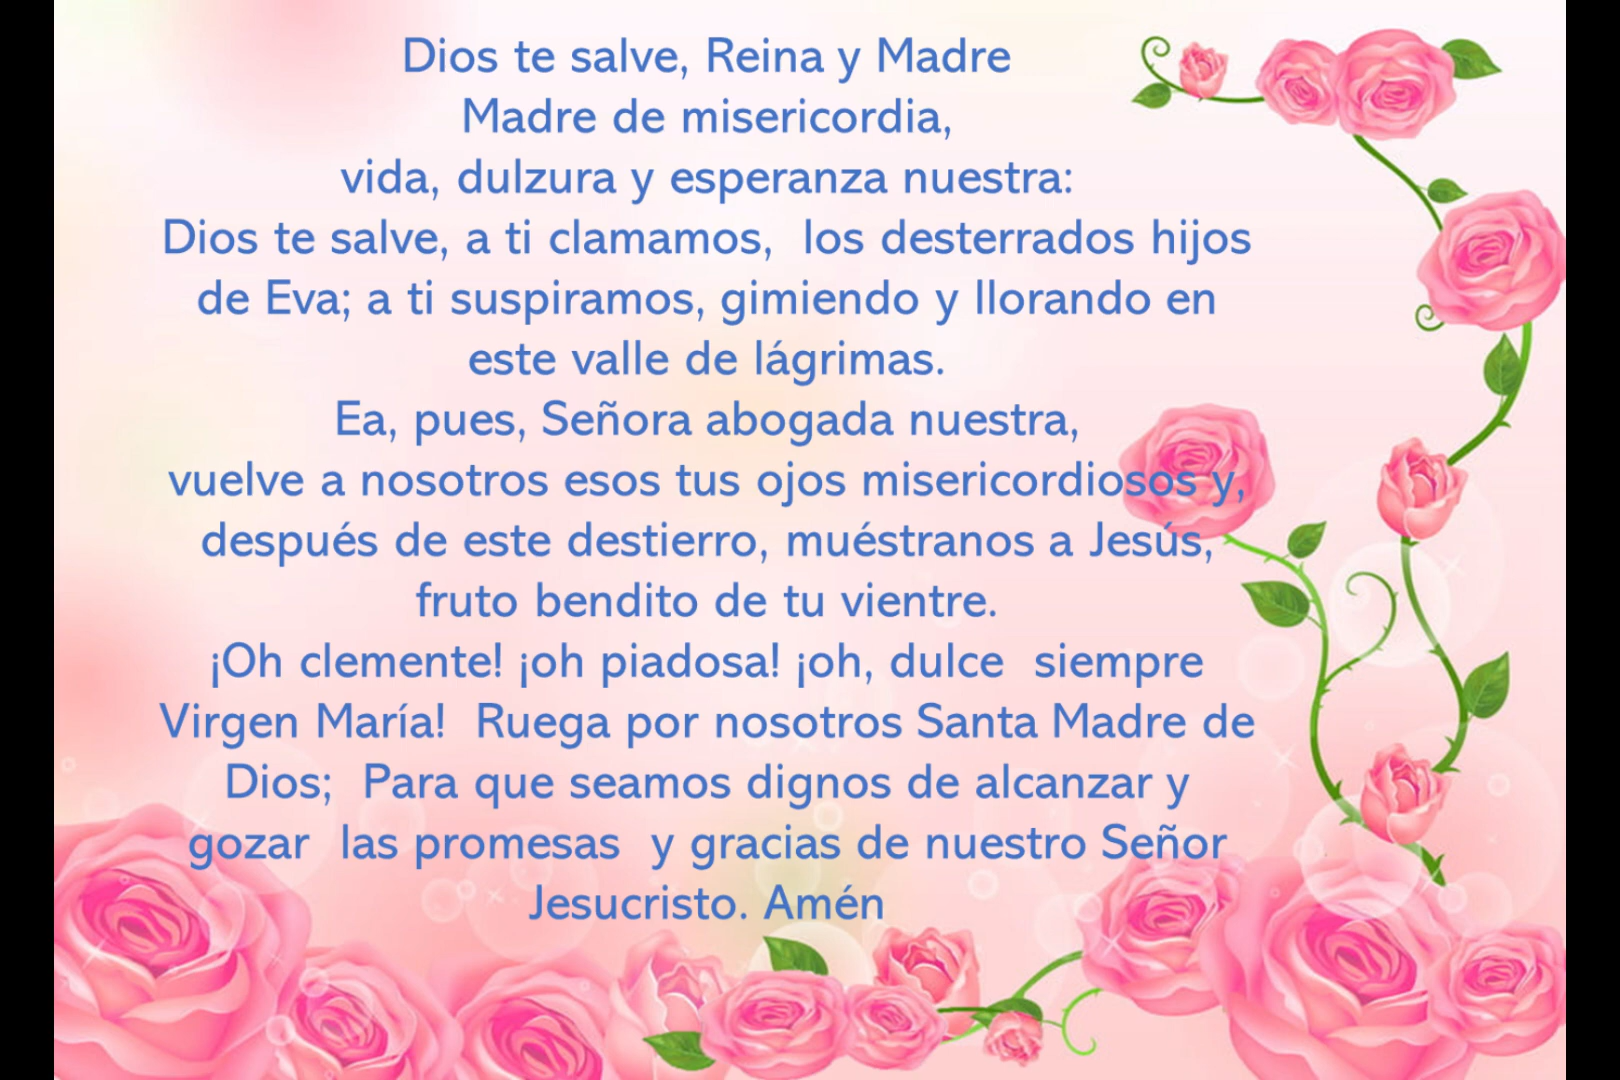 Dios te salve, Reina y Madre
Madre de misericordia,
vida, dulzura y esperanza nuestra:
Dios te salve, a ti clamamos,  los desterrados hijos
de Eva; a ti suspiramos, gimiendo y llorando en
este valle de lágrimas.
Ea, pues, Señora abogada nuestra,
vuelve a nosotros esos tus ojos misericordiosos y,
después de este destierro, muéstranos a Jesús,
fruto bendito de tu vientre.
¡Oh clemente! ¡oh piadosa! ¡oh, dulce  siempre
Virgen María!  Ruega por nosotros Santa Madre de
Dios;  Para que seamos dignos de alcanzar y
gozar  las promesas  y gracias de nuestro Señor
Jesucristo. Amén